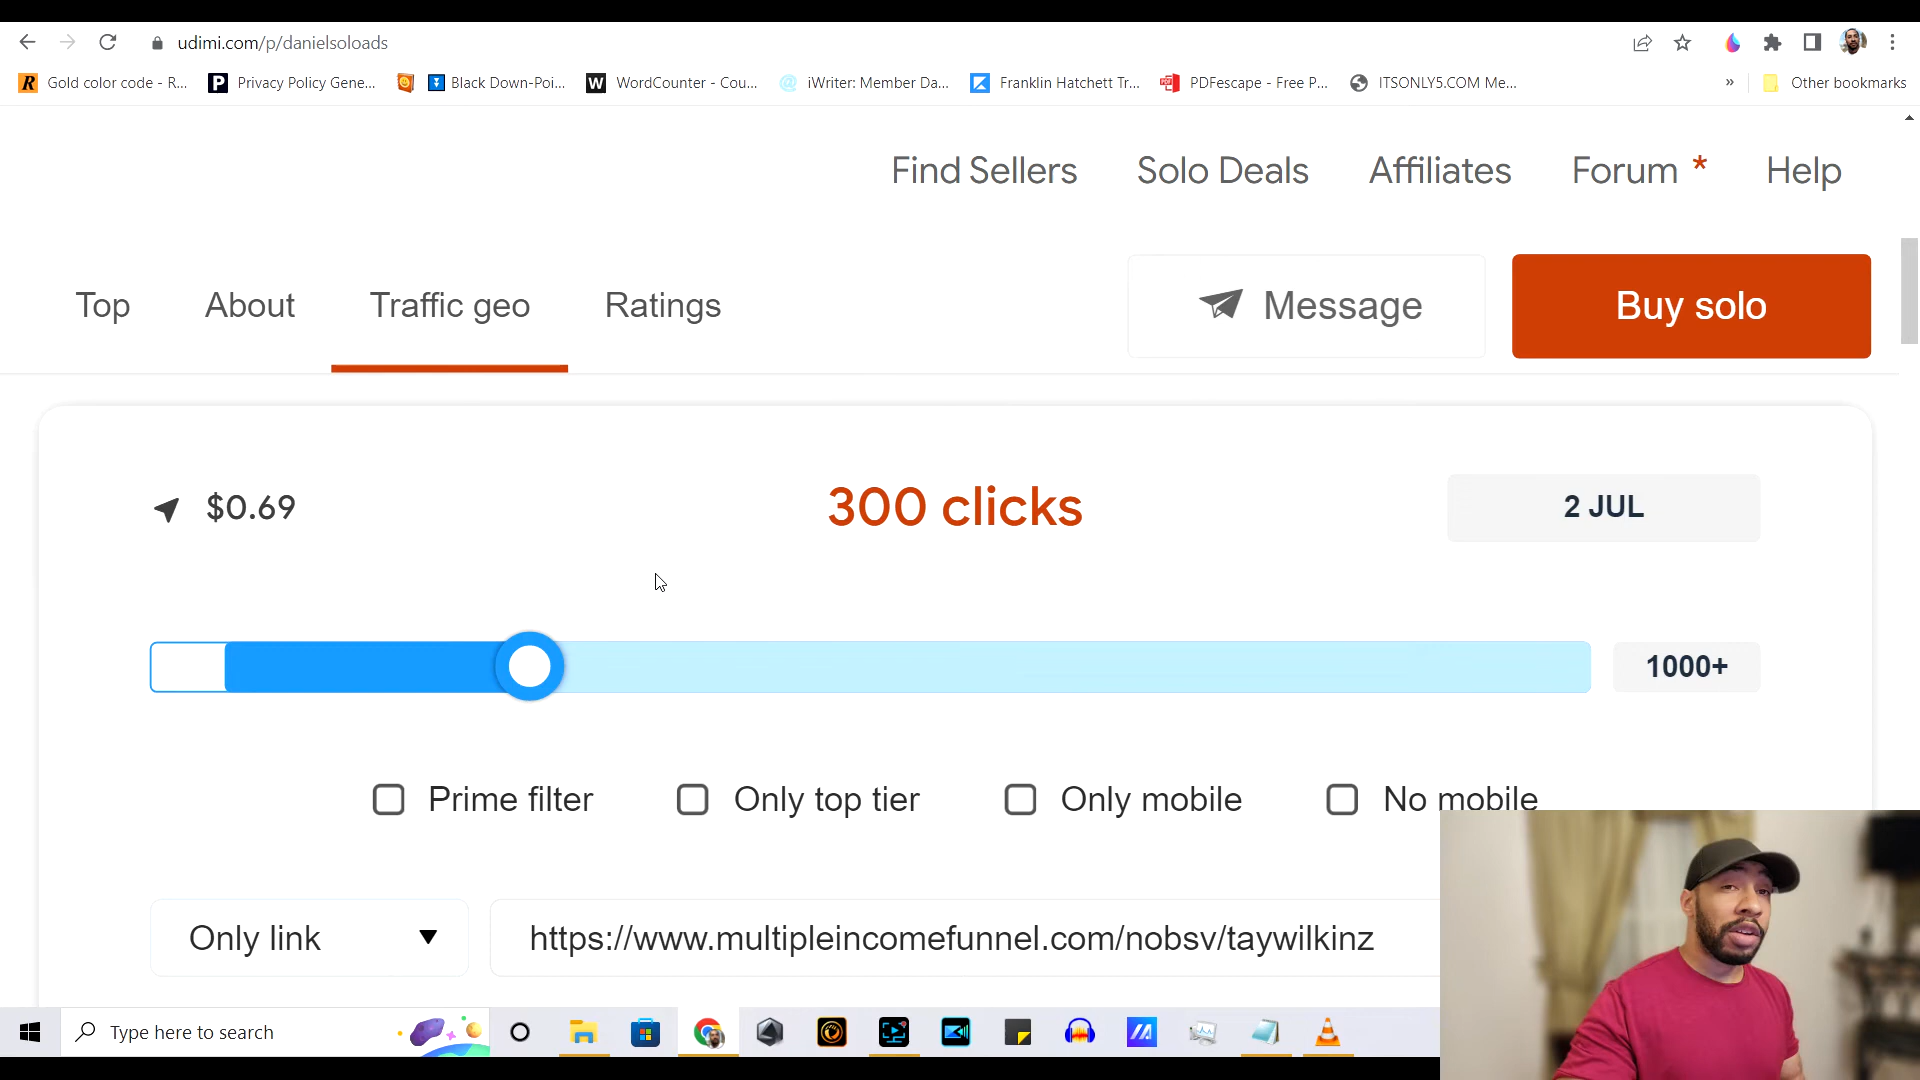 udimi.com/p/danielsoloads
Gold color code - R...
Privacy Policy Gene...
Black Down-Poi...
WordCounter - Cou...
iWriter: Member Da...
Franklin Hatchett Tr...
PDFescape - Free P...
ITSONLY5.COM Me...
»
Other bookmarks
Find Sellers
Solo Deals
Affiliates
Forum *
Help
Top
About
Traffic geo
Ratings
Message
Buy solo
$0.69
300 clicks
2 JUL
1000+
Prime filter
Only top tier
Only mobile
No mobile
Only link
https://www.multipleincomefunnel.com/nobsv/taywilkinz
Type here to search